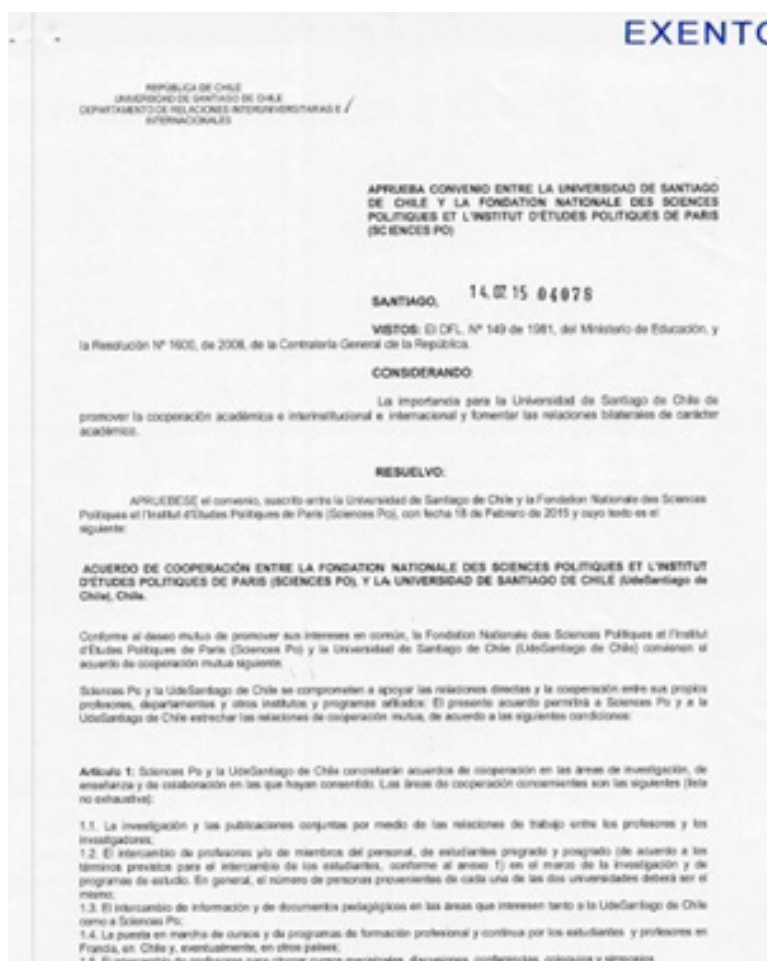 EXENTO
REPÚBLICA DE CHILE
UNIVERSIDAD DE SANTIAGO DE CHILE
DEPARTAMENTO DE RELACIONES INTERUNIVERSITARIAS E
INTERNACIONALES
APRUEBA CONVENIO ENTRE LA UNIVERSIDAD DE SANTIAGO
DE CHILE Y LA FONDATION NATIONALE DES SCIENCES
POLITIQUES ET L'INSTITUT D'ÉTUDES POLITIQUES DE PARIS
(SCIENCES PO)
SANTIAGO, 14.07.15 04078
VISTOS: El DFL. Nº 149 de 1981, del Ministerio de Educación, y
la Resolución Nº 1600, de 2008, de la Contraloría General de la República.
CONSIDERANDO:
La importancia para la Universidad de Santiago de Chile de
promover la cooperación académica e interinstitucional e internacional y fomentar las relaciones bilaterales de carácter
académico.
RESUELVO:
APRUEBESE el convenio, suscrito entre la Universidad de Santiago de Chile y la Fondation Nationale des Sciences
Politiques et l'Institut d'Etudes Politiques de Paris (Sciences Po), con fecha 18 de Febrero de 2015 y cuyo texto es el
siguiente:
ACUERDO DE COOPERACIÓN ENTRE LA FONDATION NATIONALE DES SCIENCES POLITIQUES ET L'INSTITUT
D'ÉTUDES POLITIQUES DE PARIS (SCIENCES PO), Y LA UNIVERSIDAD DE SANTIAGO DE CHILE (UdeSantiago de
Chile), Chile.
Conforme al deseo mutuo de promover sus intereses en común, la Fondation Nationale des Sciences Politiques et l'Institut
d'Études Politiques de Paris (Sciences Po) y la Universidad de Santiago de Chile (UdeSantiago de Chile) convienen al
acuerdo de cooperación mutua siguiente.
Sciences Po y la UdeSantiago de Chile se comprometen a apoyar las relaciones directas y la cooperación entre sus propios
profesores, departamentos y otros institutos y programas afiliados: El presente acuerdo permitirá a Sciences Po y a la
UdeSantiago de Chile estrechar las relaciones de cooperación mutua, de acuerdo a las siguientes condiciones:
Artículo 1: Sciences Po y la UdeSantiago de Chile concretarán acuerdos de cooperación en las áreas de investigación, de
enseñanza y de colaboración en las que hayan consentido. Las áreas de cooperación concernientes son las siguientes (lista
no exhaustiva):
1.1. La investigación y las publicaciones conjuntas por medio de las relaciones de trabajo entre los profesores y los
investigadores;
1.2. El intercambio de profesores y/o de miembros del personal, de estudiantes pregrado y posgrado (de acuerdo a los
términos previstos para el intercambio de los estudiantes, conforme al anexo 1) en el marco de la investigación y de
programas de estudio. En general, el número de personas provenientes de cada una de las dos universidades deberá ser el
mismo;
1.3. El intercambio de información y de documentos pedagógicos en las áreas que interesen tanto a la UdeSantiago de Chile
como a Sciences Po;
1.4. La puesta en marcha de cursos y de programas de formación profesional y continua por los estudiantes y profesores en
Francia, en Chile y, eventualmente, en otros países;
1.5. El intercambio de profesores para cursos magistrales, discusiones, conferencias, coloquios y simposios